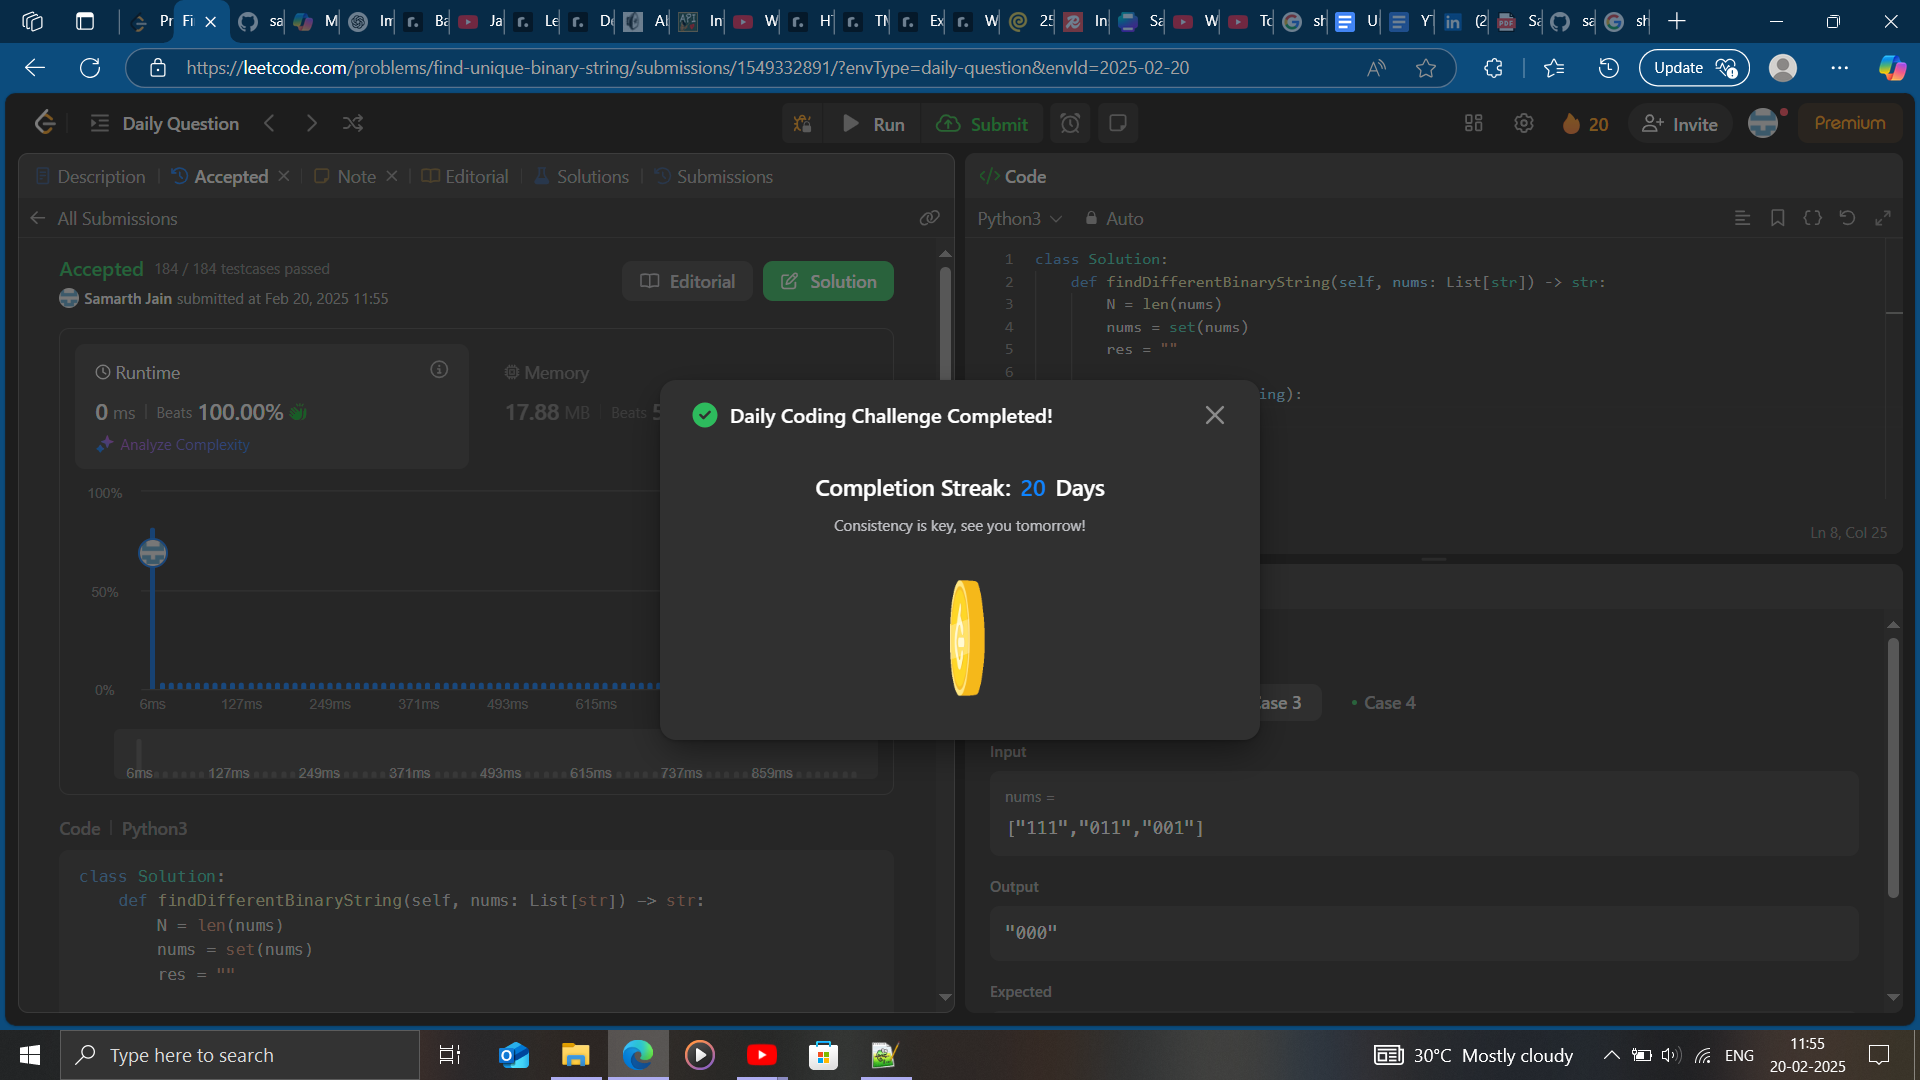 Pr
Fi
sa
M
In
Ba
Ja
Le
De
Al
In
W
H
TM
Ex
W
25
In
Sa
W
To
sh
U
Y
(2
Sa
sa
sh
https://leetcode.com/problems/find-unique-binary-string/submissions/1549332891/?envType=daily-question&envId=2025-02-20
Update
Daily Question
Run
Submit
20
Invite
Premium
Description
Accepted
Note
Editorial
Solutions
Submissions
</> Code
All Submissions
Python3
Auto
Accepted 184 / 184 testcases passed
Samarth Jain submitted at Feb 20, 2025 11:55
Editorial
Solution
Runtime
0 ms | Beats 100.00%
Analyze Complexity
Memory
17.88 MB | Beats 5
100%
50%
0%
6ms 127ms 249ms 371ms 493ms 615ms
6ms 127ms 249ms 371ms 493ms 615ms 737ms 859ms
Code | Python3
class Solution:
def findDifferentBinaryString(self, nums: List[str]) -> str:
N = len(nums)
nums = set(nums)
res = ""
1 class Solution:
2 def findDifferentBinaryString(self, nums: List[str]) -> str:
3 N = len(nums)
4 nums = set(nums)
5 res = ""
6
ing):
Ln 8, Col 25
Daily Coding Challenge Completed!
Completion Streak: 20 Days
Consistency is key, see you tomorrow!
ase 3
Case 4
Input
nums =
["111","011","001"]
Output
"000"
Expected
Type here to search
30°C Mostly cloudy
ENG
11:55
20-02-2025